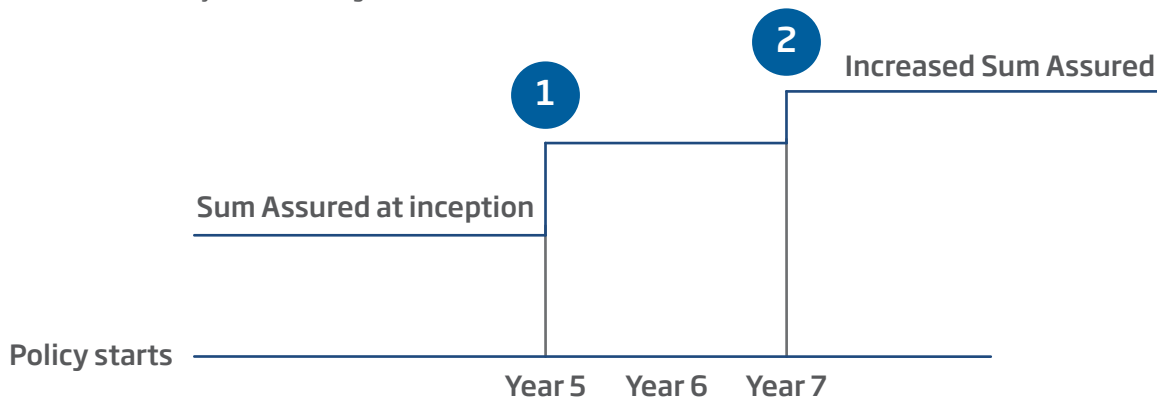 2
Increased Sum Assured
1
Sum Assured at inception
Policy starts
Year 5 Year 6 Year 7